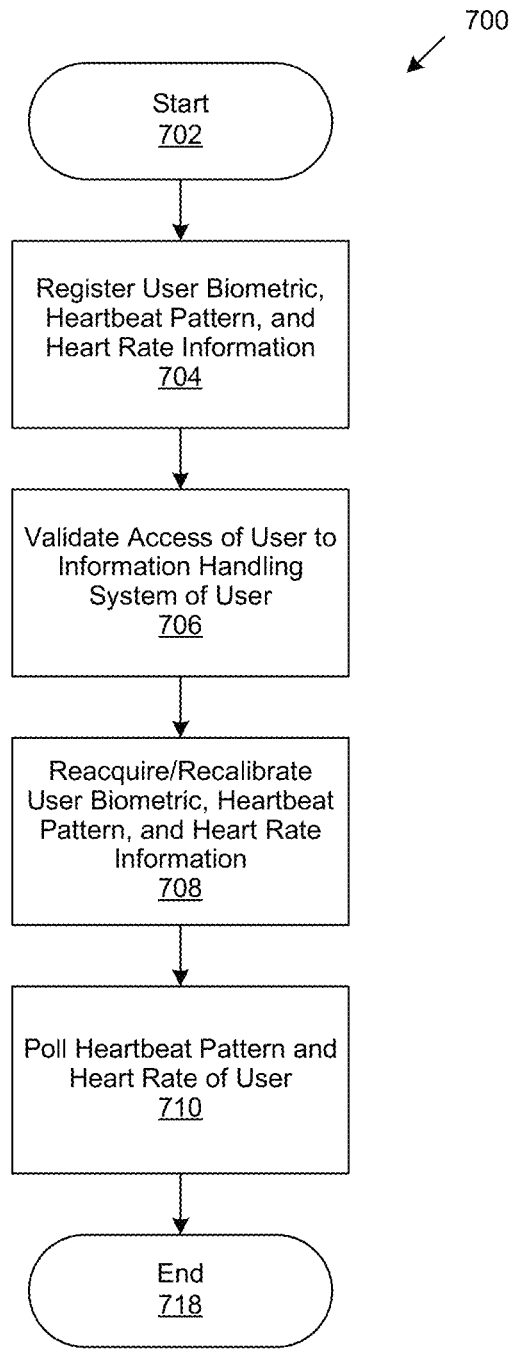 700
Start
702
Register User Biometric,
Heartbeat Pattern, and
Heart Rate Information
704
Validate Access of User to
Information Handling
System of User
706
Reacquire/Recalibrate
User Biometric, Heartbeat
Pattern, and Heart Rate
Information
708
Poll Heartbeat Pattern and
Heart Rate of User
710
End
718